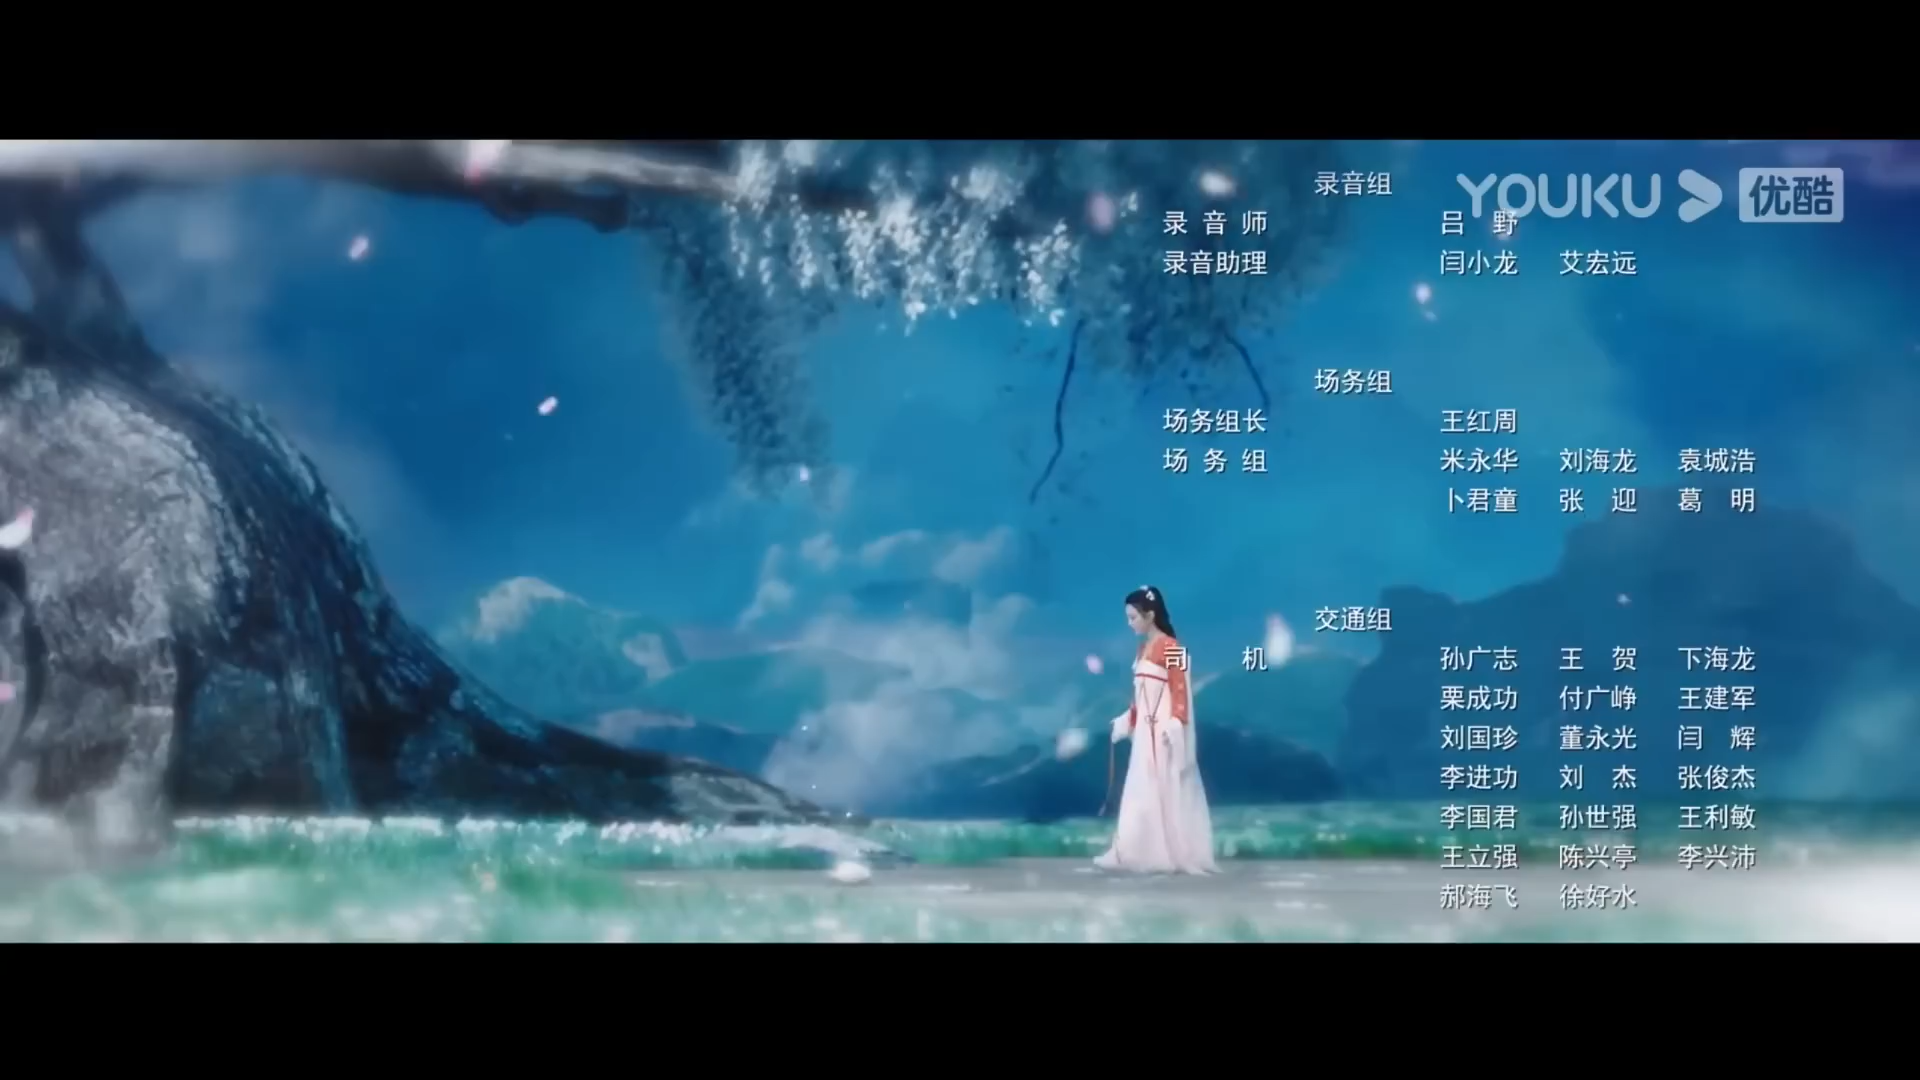 录音组
YOUKU 优酷
录音师 吕野
录音助理 闫小龙 艾宏远
场务组
场务组长 王红周
场务组 米永华 刘海龙 袁城浩
卜君童 张迎 葛明
交通组
司机 孙广志 王贺 下海龙
栗成功 付广峥 王建军
刘国珍 董永光 闫辉
李进功 刘杰 张俊杰
李国君 孙世强 王利敏
王立强 陈兴亭 李兴沛
郝海飞 徐好水